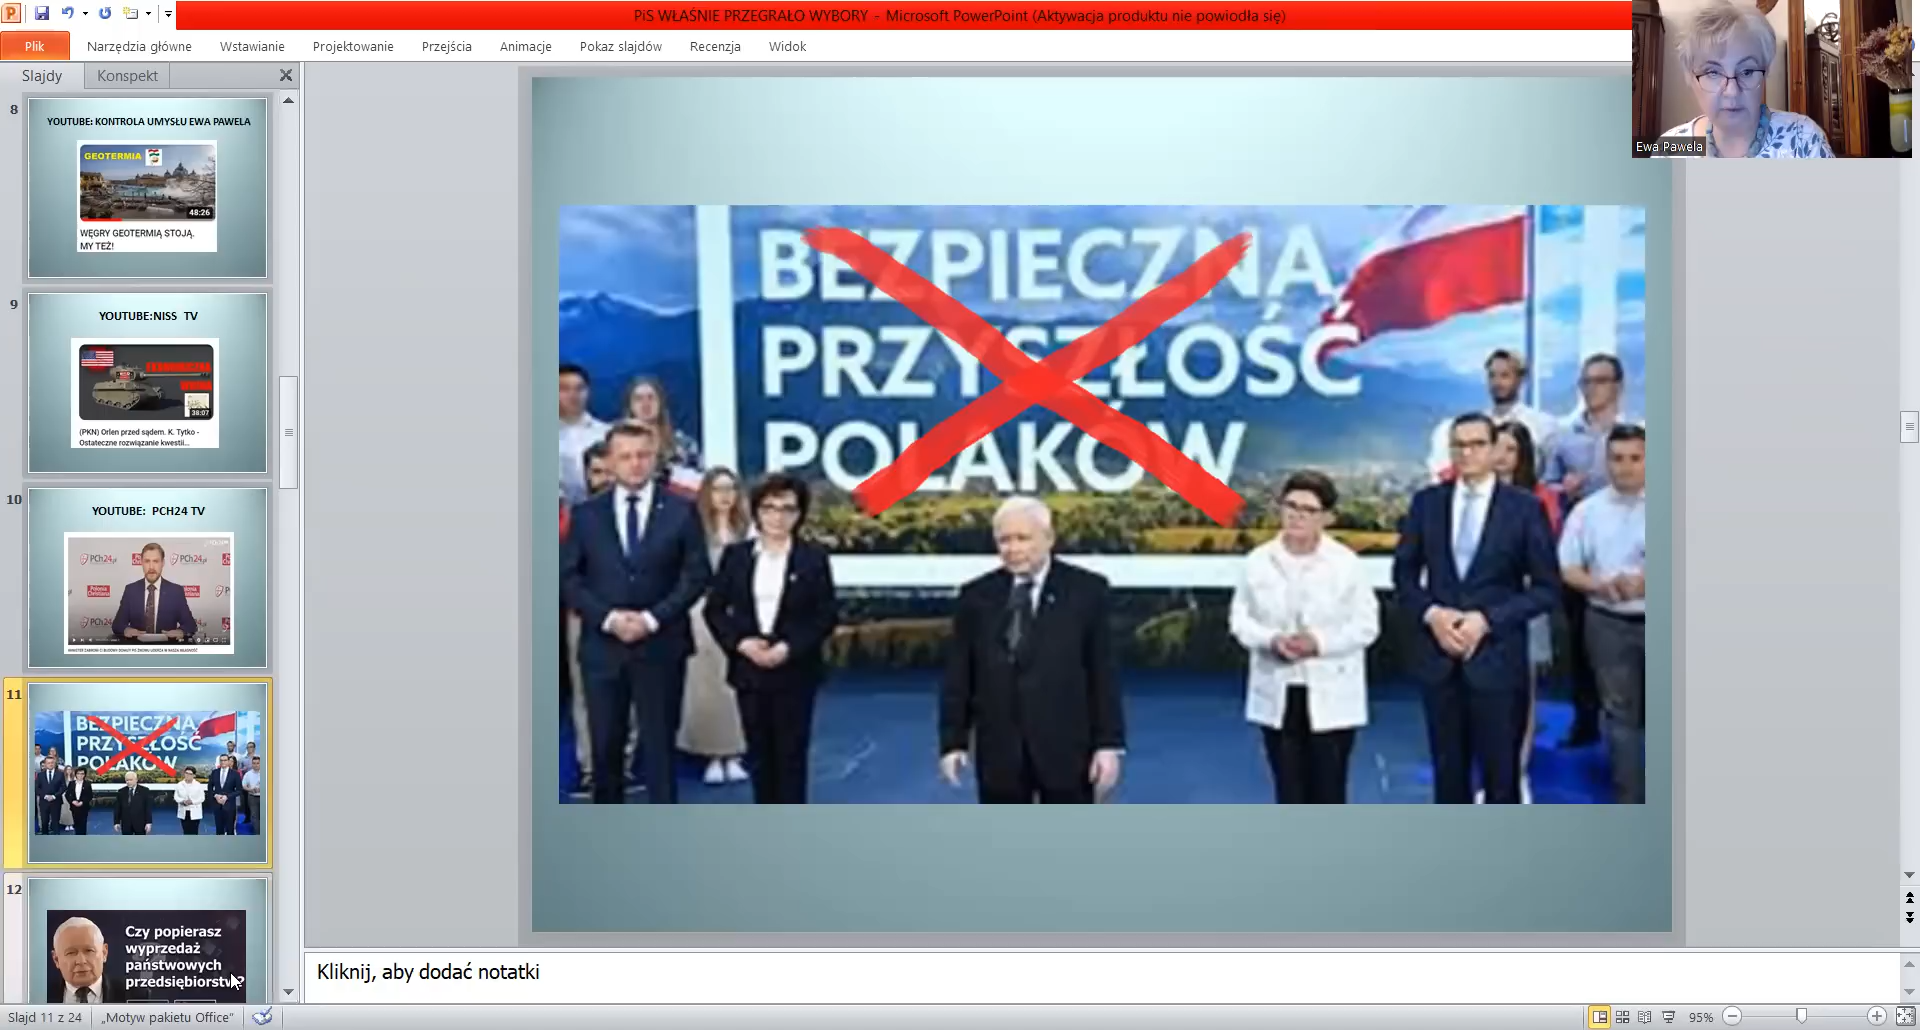 PiS WŁAŚNIE PRZEGRAŁO WYBORY - Microsoft PowerPoint (Aktywacja produktu nie powiodła się)
Plik
Narzędzia główne
Wstawianie
Projektowanie
Przejścia
Animacje
Pokaz slajdów
Recenzja
Widok
Slajdy
Konspekt
8
YOUTUBE: KONTROLA UMYSŁU EWA PAWELA
GEOTERMIA
48:26
WĘGRY GEOTERMIĄ STOJĄ.
MY TEŻ!
9
YOUTUBE:NISS TV
38:07
(PKN) Orlen przed sądem. K. Tytko -
Ostateczne rozwiązanie kwestii...
10
YOUTUBE: PCH24 TV
PCh24.pl
PCh24
11
BEZPIECZNA
PRZYSZŁOŚĆ
POLAKÓW
12
Czy popierasz
wyprzedaż
państwowych
przedsiębiorstw?
BEZPIECZNA
PRZYSZŁOŚĆ
POLAKÓW
Ewa Pawela
Kliknij, aby dodać notatki
Slajd 11 z 24
„Motyw pakietu Office”
95%